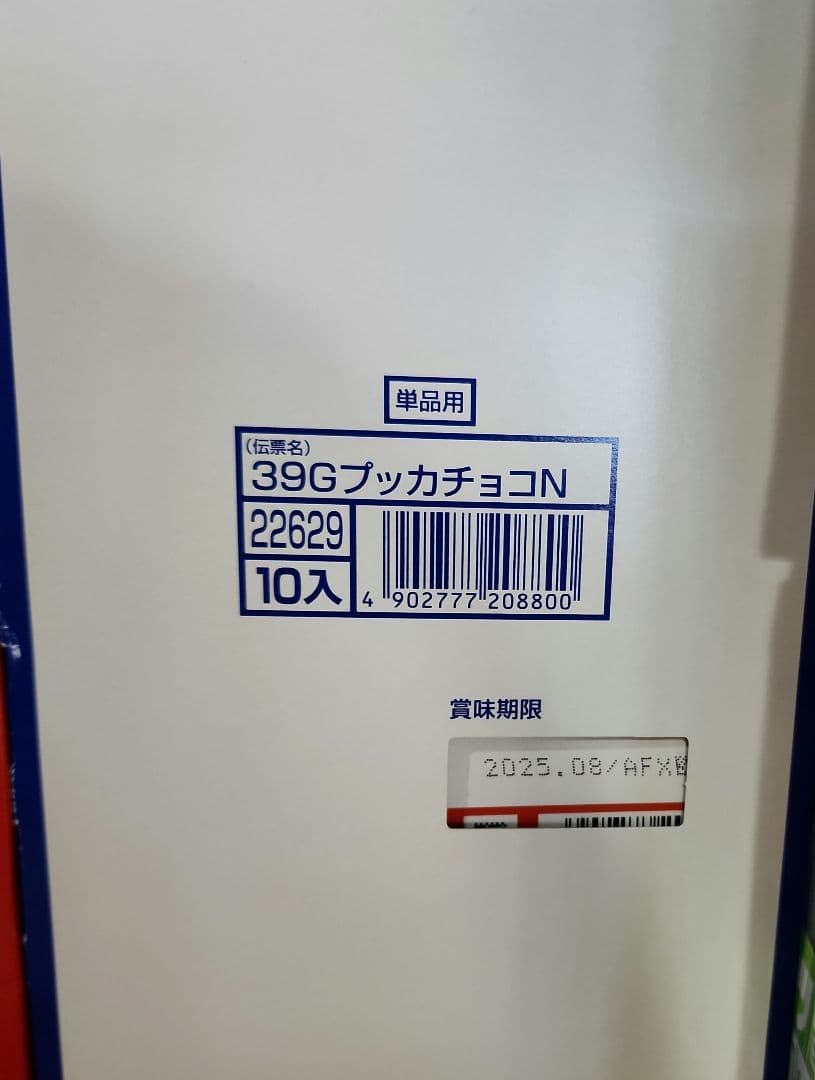 単品用
(伝票名)
39GプッカチョコN
22629
10入
4 902777 208800
賞味期限
2025.08/AFX